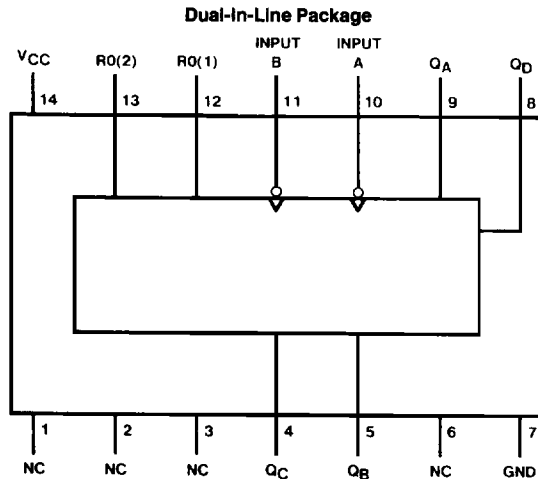 Dual-In-Line Package
VCC R0(2) R0(1) INPUT B INPUT A QA QD
14 13 12 11 10 9 8
1 2 3 4 5 6 7
NC NC NC QC QB NC GND